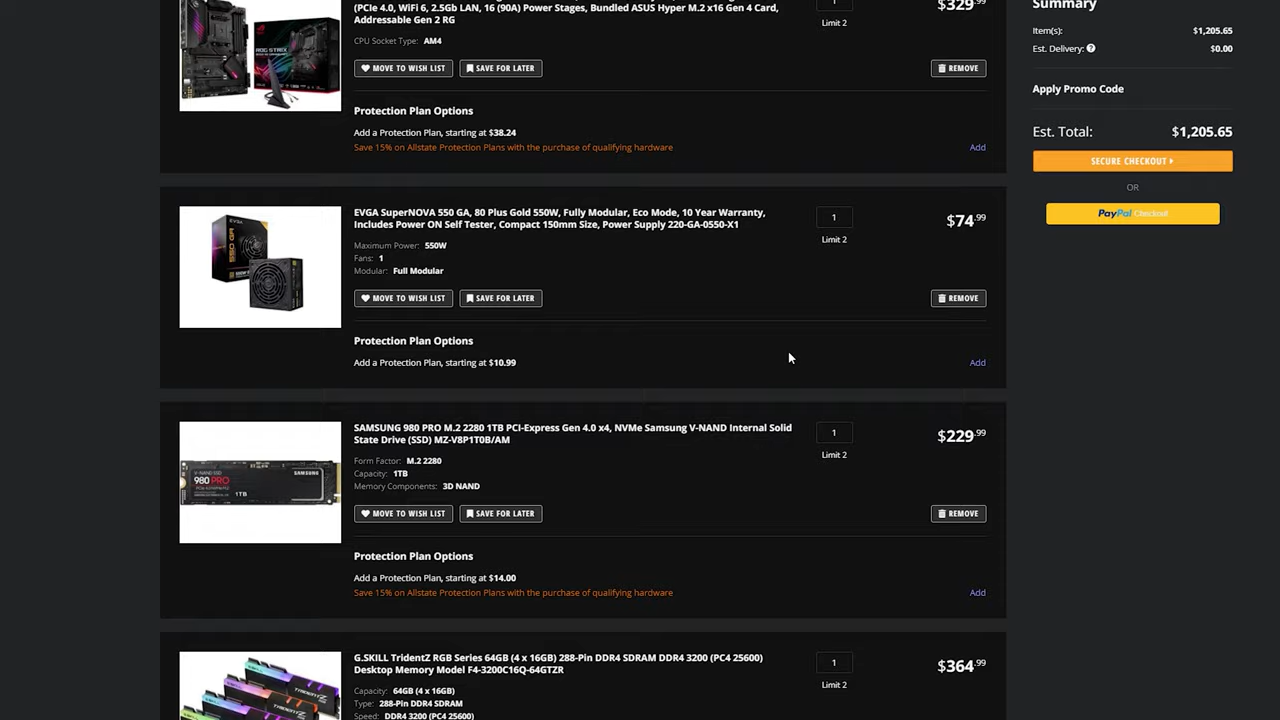 (PCIe 4.0, WiFi 6, 2.5Gb LAN, 16 (90A) Power Stages, Bundled ASUS Hyper M.2 x16 Gen 4 Card,
Addressable Gen 2 RG
CPU Socket Type: AM4
1
Limit 2
$329.99
MOVE TO WISH LIST
SAVE FOR LATER
REMOVE
Protection Plan Options
Add a Protection Plan, starting at $38.24
Save 15% on Allstate Protection Plans with the purchase of qualifying hardware
Add
EVGA SuperNOVA 550 GA, 80 Plus Gold 550W, Fully Modular, Eco Mode, 10 Year Warranty,
Includes Power ON Self Tester, Compact 150mm Size, Power Supply 220-GA-0550-X1
Maximum Power: 550W
Fans: 1
Modular: Full Modular
1
Limit 2
$74.99
MOVE TO WISH LIST
SAVE FOR LATER
REMOVE
Protection Plan Options
Add a Protection Plan, starting at $10.99
Add
SAMSUNG 980 PRO M.2 2280 1TB PCI-Express Gen 4.0 x4, NVMe Samsung V-NAND Internal Solid
State Drive (SSD) MZ-V8P1T0B/AM
Form Factor: M.2 2280
Capacity: 1TB
Memory Components: 3D NAND
1
Limit 2
$229.99
V-NAND SSD
980 PRO
1TB
SAMSUNG
MOVE TO WISH LIST
SAVE FOR LATER
REMOVE
Protection Plan Options
Add a Protection Plan, starting at $14.00
Save 15% on Allstate Protection Plans with the purchase of qualifying hardware
Add
G.SKILL TridentZ RGB Series 64GB (4 x 16GB) 288-Pin DDR4 SDRAM DDR4 3200 (PC4 25600)
Desktop Memory Model F4-3200C16Q-64GTZR
Capacity: 64GB (4 x 16GB)
Type: 288-Pin DDR4 SDRAM
Speed: DDR4 3200 (PC4 25600)
1
Limit 2
$364.99
Summary
Item(s): $1,205.65
Est. Delivery: ? $0.00
Apply Promo Code
Est. Total: $1,205.65
SECURE CHECKOUT
OR
PayPal Checkout